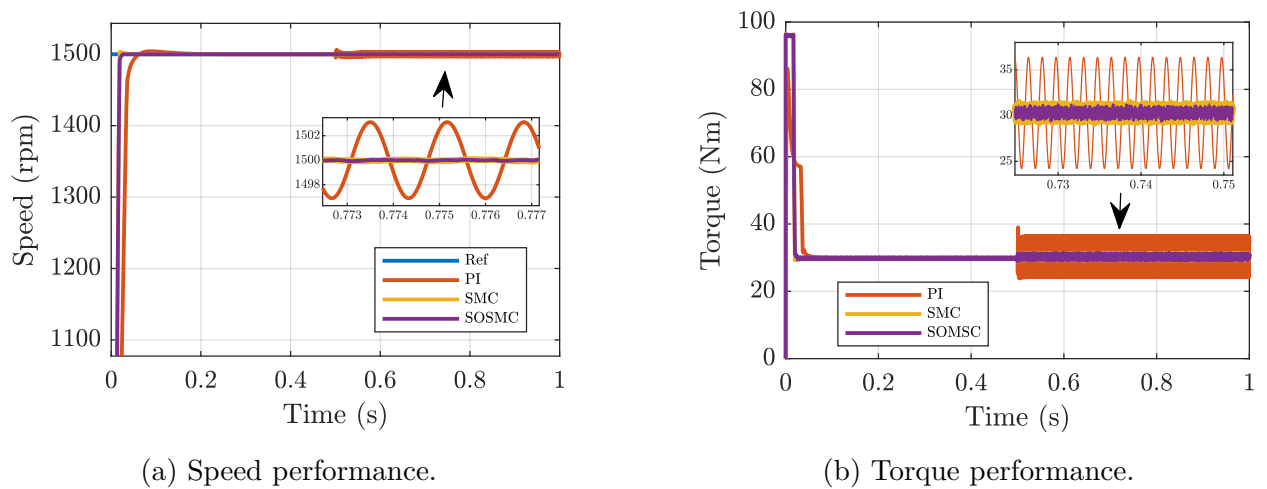 1500
1400
1300
1200
1100
Speed (rpm)
1502
1500
1498
0.773 0.774 0.775 0.776 0.777
Ref
PI
SMC
SOSMC
0 0.2 0.4 0.6 0.8 1
Time (s)
(a) Speed performance.
100
80
60
40
20
0
Torque (Nm)
35
30
25
0.73 0.74 0.75
PI
SMC
SOMSC
0 0.2 0.4 0.6 0.8 1
Time (s)
(b) Torque performance.